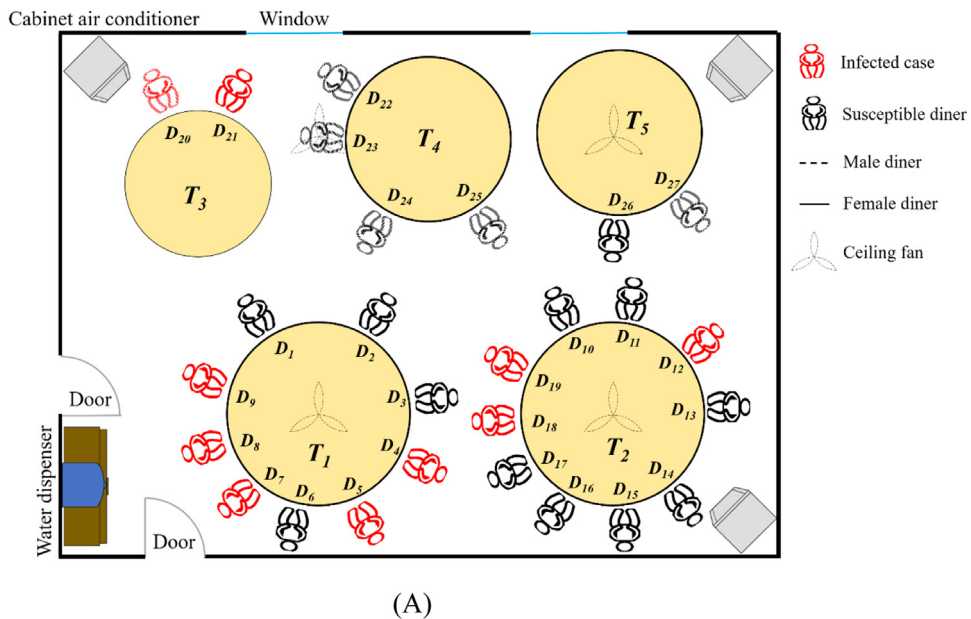 Cabinet air conditioner
Window
Infected case
Susceptible diner
Male diner
Female diner
Ceiling fan
D20
D21
T3
D22
D23
T4
D24
D25
T5
D26
D27
D1
D2
D3
D4
D5
D6
D7
D8
D9
T1
D10
D11
D12
D13
D14
D15
D16
D17
D18
D19
T2
Door
Water dispenser
Door
(A)